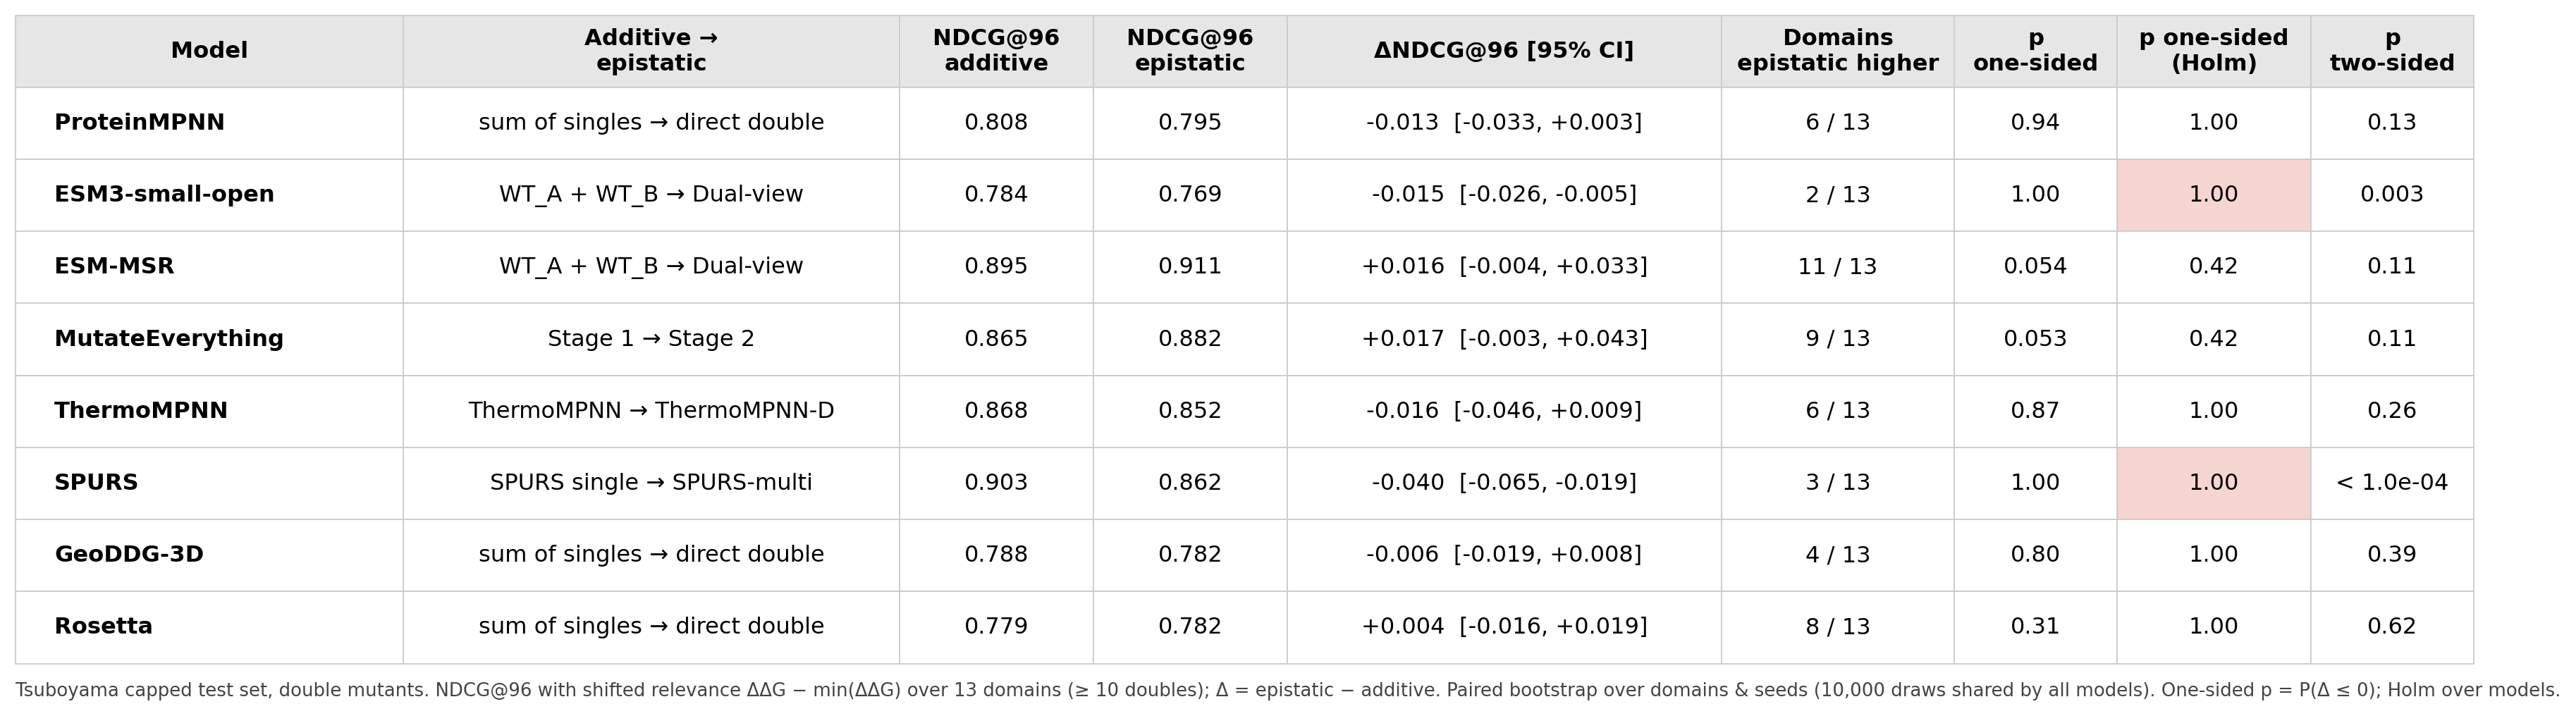 Model Additive → epistatic NDCG@96 additive NDCG@96 epistatic ΔNDCG@96 [95% CI] Domains epistatic higher p one-sided p one-sided (Holm) p two-sided
ProteinMPNN sum of singles → direct double 0.808 0.795 -0.013 [-0.033, +0.003] 6 / 13 0.94 1.00 0.13
ESM3-small-open WT_A + WT_B → Dual-view 0.784 0.769 -0.015 [-0.026, -0.005] 2 / 13 1.00 1.00 0.003
ESM-MSR WT_A + WT_B → Dual-view 0.895 0.911 +0.016 [-0.004, +0.033] 11 / 13 0.054 0.42 0.11
MutateEverything Stage 1 → Stage 2 0.865 0.882 +0.017 [-0.003, +0.043] 9 / 13 0.053 0.42 0.11
ThermoMPNN ThermoMPNN → ThermoMPNN-D 0.868 0.852 -0.016 [-0.046, +0.009] 6 / 13 0.87 1.00 0.26
SPURS SPURS single → SPURS-multi 0.903 0.862 -0.040 [-0.065, -0.019] 3 / 13 1.00 1.00 < 1.0e-04
GeoDDG-3D sum of singles → direct double 0.788 0.782 -0.006 [-0.019, +0.008] 4 / 13 0.80 1.00 0.39
Rosetta sum of singles → direct double 0.779 0.782 +0.004 [-0.016, +0.019] 8 / 13 0.31 1.00 0.62
Tsuboyama capped test set, double mutants. NDCG@96 with shifted relevance ΔΔG − min(ΔΔG) over 13 domains (≥ 10 doubles); Δ = epistatic − additive. Paired bootstrap over domains & seeds (10,000 draws shared by all models). One-sided p = P(Δ ≤ 0); Holm over models.